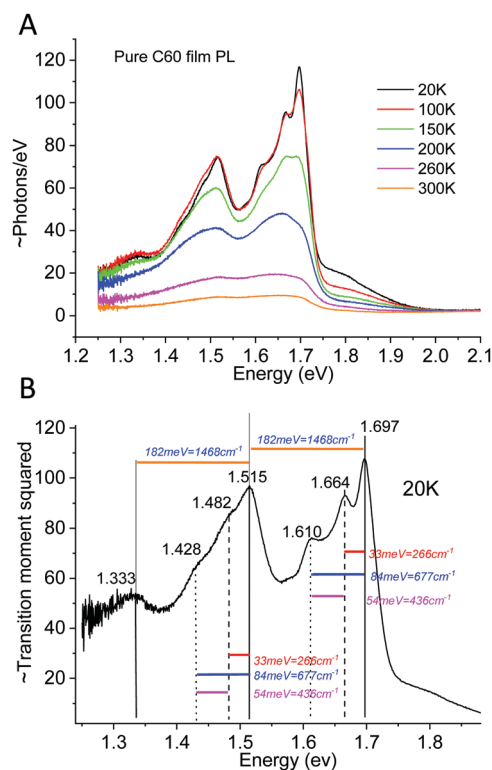 A
Pure C60 film PL
20K
100K
150K
200K
260K
300K
~Photons/eV
120
100
80
60
40
20
0
1.2 1.3 1.4 1.5 1.6 1.7 1.8 1.9 2.0 2.1
Energy (eV)
B
~Transition moment squared
120
100
80
60
40
20
182meV=1468cm⁻¹
182meV=1468cm⁻¹
1.697
1.515
1.482
1.664
20K
1.610
1.428
1.333
33meV=266cm⁻¹
84meV=677cm⁻¹
54meV=436cm⁻¹
33meV=266cm⁻¹
84meV=677cm⁻¹
54meV=436cm⁻¹
1.3 1.4 1.5 1.6 1.7 1.8
Energy (ev)